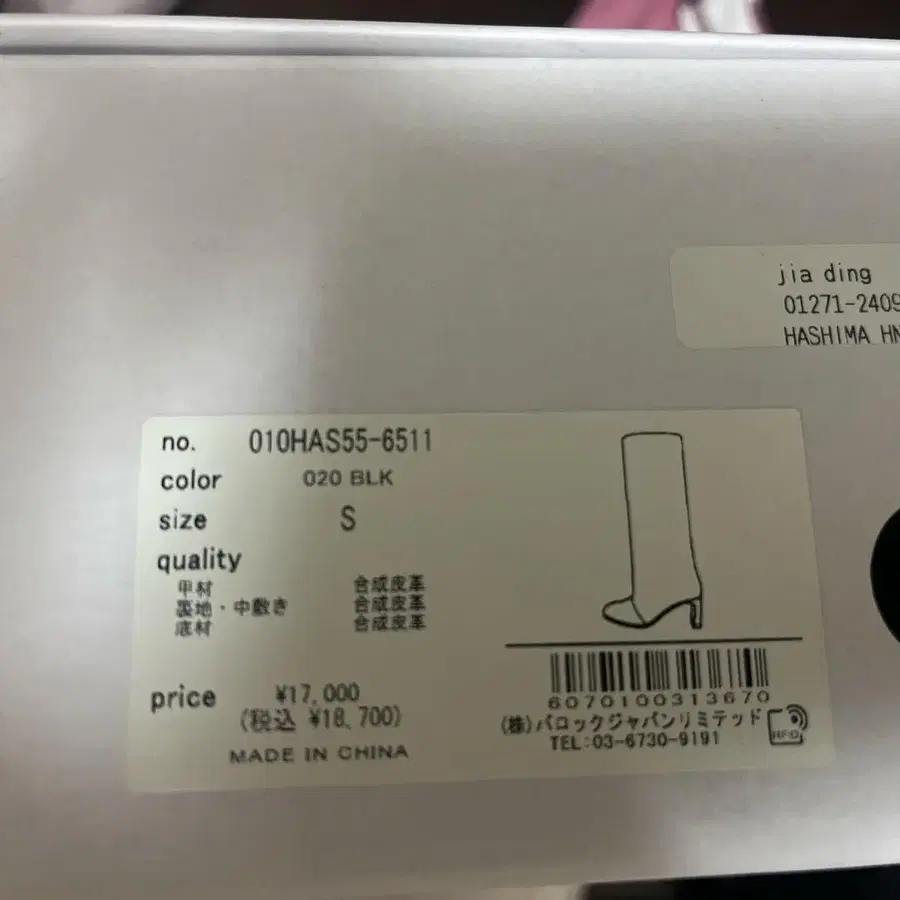 jia ding
01271-2409
HASHIMA HN
no. 010HAS55-6511
color 020 BLK
size S
quality
甲材 合成皮革
裏地・中敷き 合成皮革
底材 合成皮革
price ¥17,000
(税込 ¥18,700)
MADE IN CHINA
6070100313670
(株)バロックジャパンリミテッド
TEL:03-6730-9191
RFID